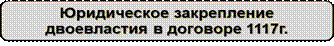 Юридическое закрепление
двоевластия в договоре 1117г.